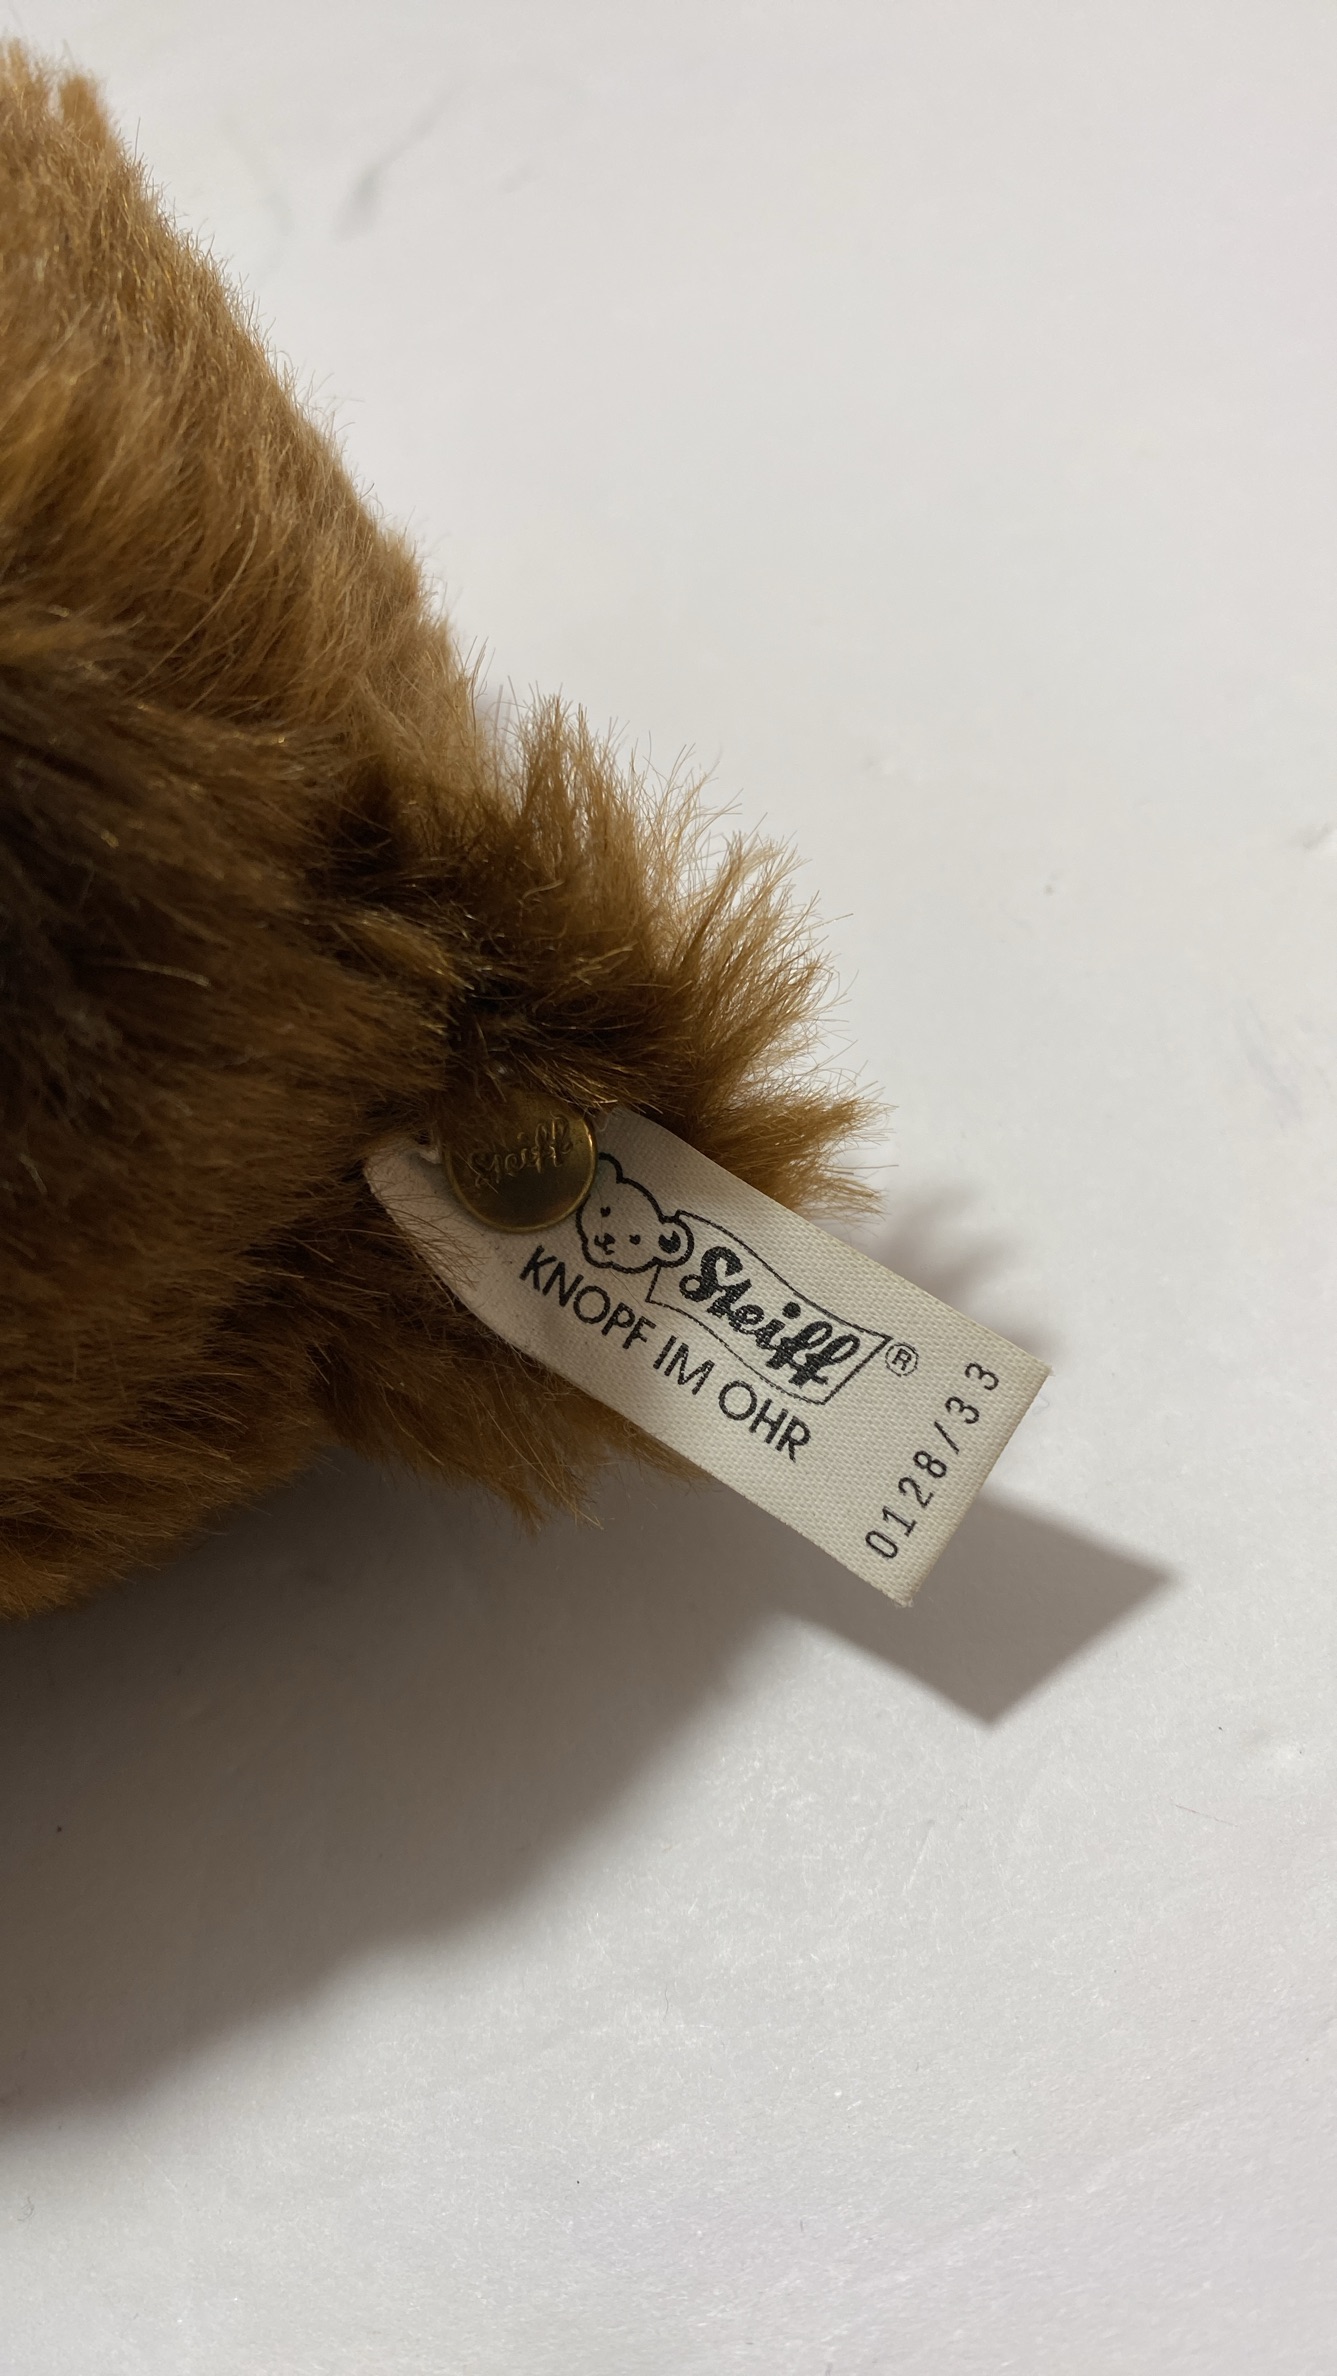 Steiff
Steiff®
KNOPF IM OHR
0128/33